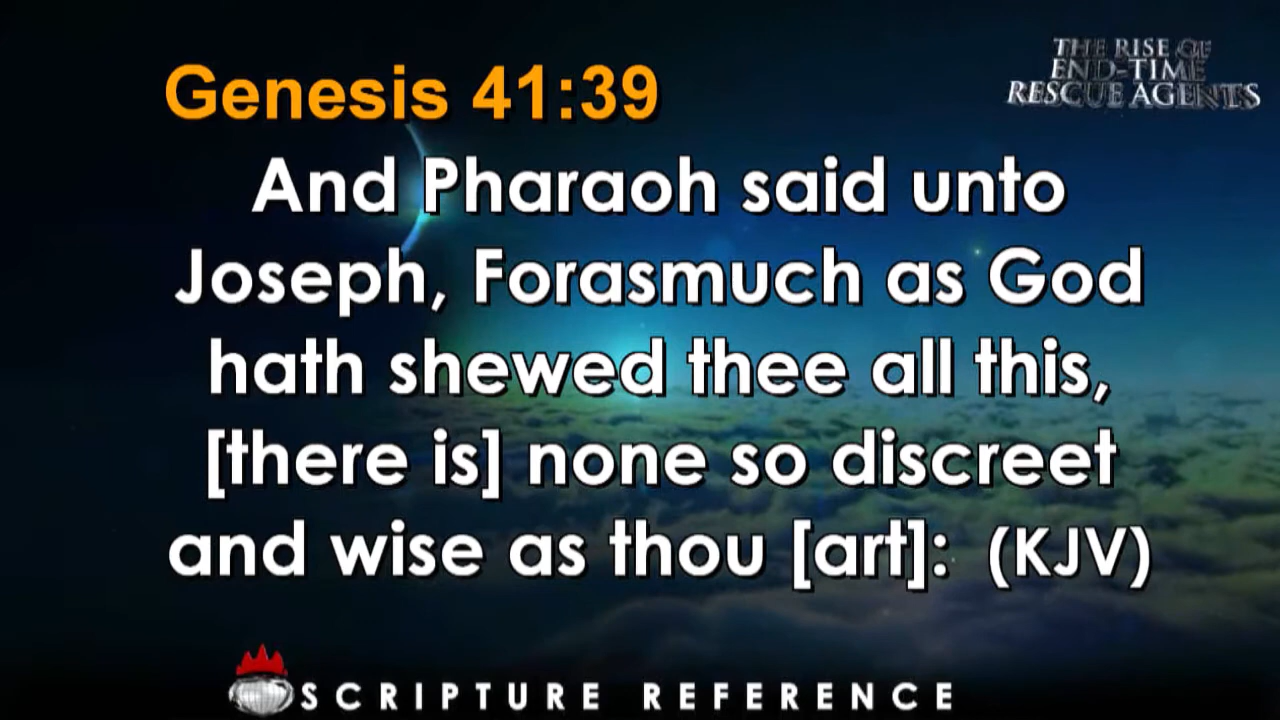 THE RISE OF
END-TIME
RESCUE AGENTS
Genesis 41:39
And Pharaoh said unto
Joseph, Forasmuch as God
hath shewed thee all this,
[there is] none so discreet
and wise as thou [art]: (KJV)
SCRIPTURE REFERENCE